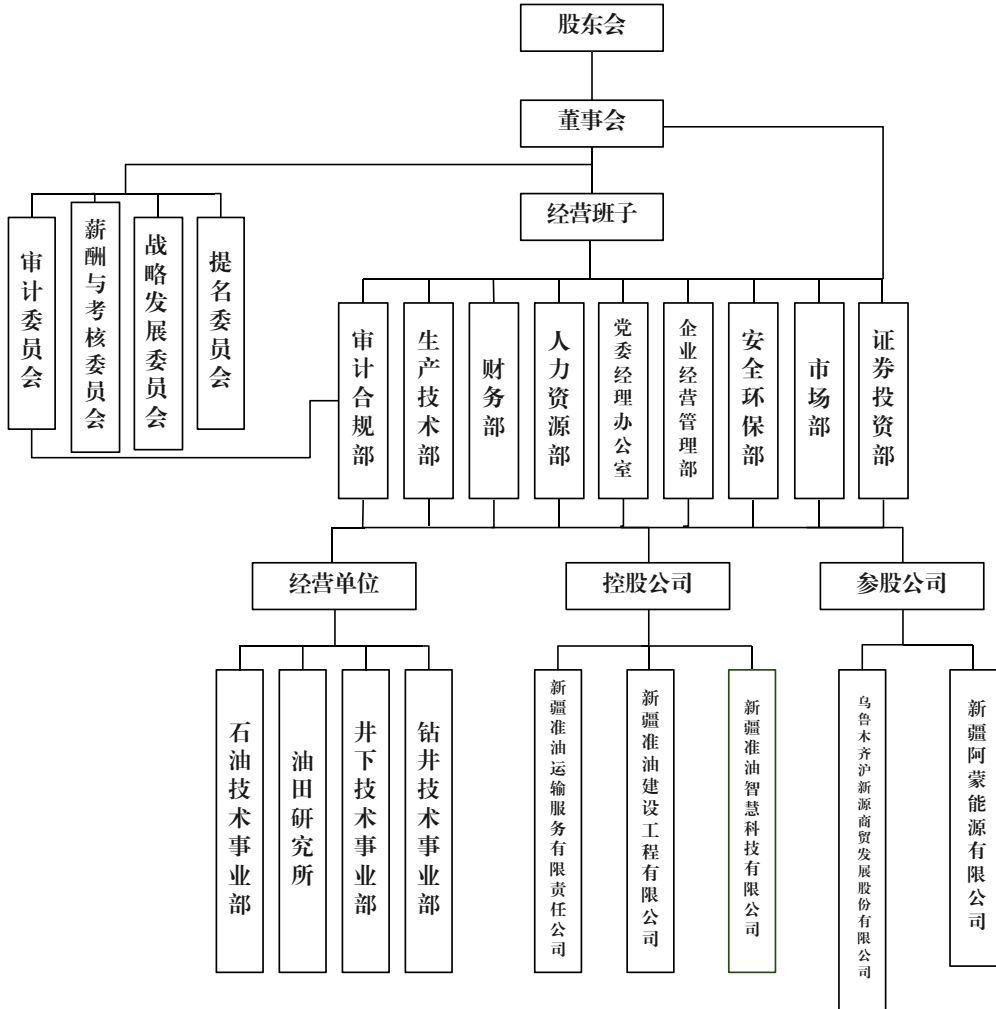 股东会
董事会
经营班子
审计委员会
薪酬与考核委员会
战略发展委员会
提名委员会
审计合规部
生产技术部
财务部
人力资源部
党委经理办公室
企业经营管理部
安全环保部
市场部
证券投资部
经营单位
控股公司
参股公司
石油技术事业部
油田研究所
井下技术事业部
钻井技术事业部
新疆准油运输服务有限责任公司
新疆准油建设工程有限公司
新疆准油智慧科技有限公司
乌鲁木齐沪新源商贸发展股份有限公司
新疆阿蒙能源有限公司